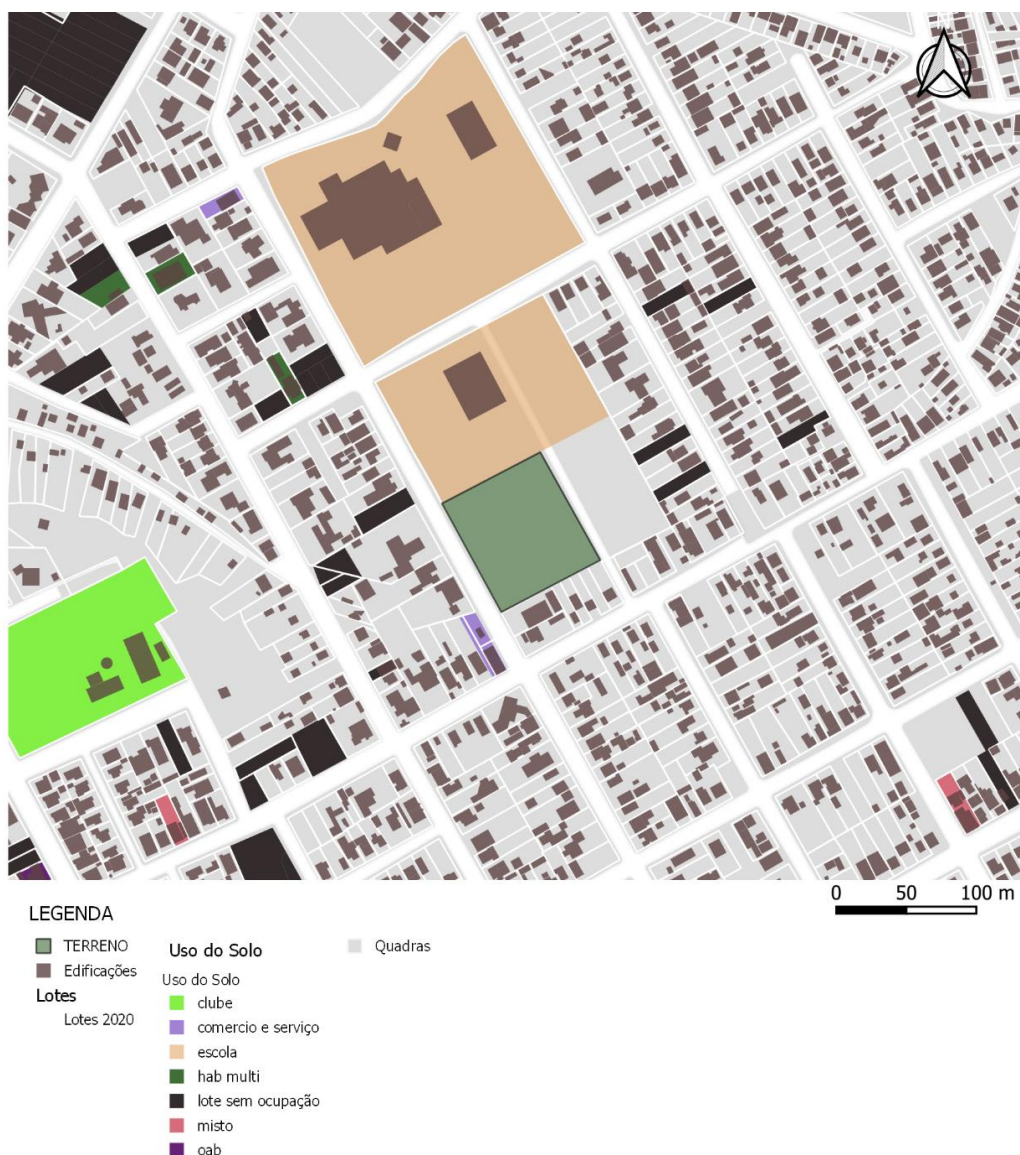 0 50 100 m
LEGENDA
TERRENO
Edificações
Lotes
Lotes 2020
Uso do Solo
Uso do Solo
clube
comercio e serviço
escola
hab multi
lote sem ocupação
misto
oab
Quadras